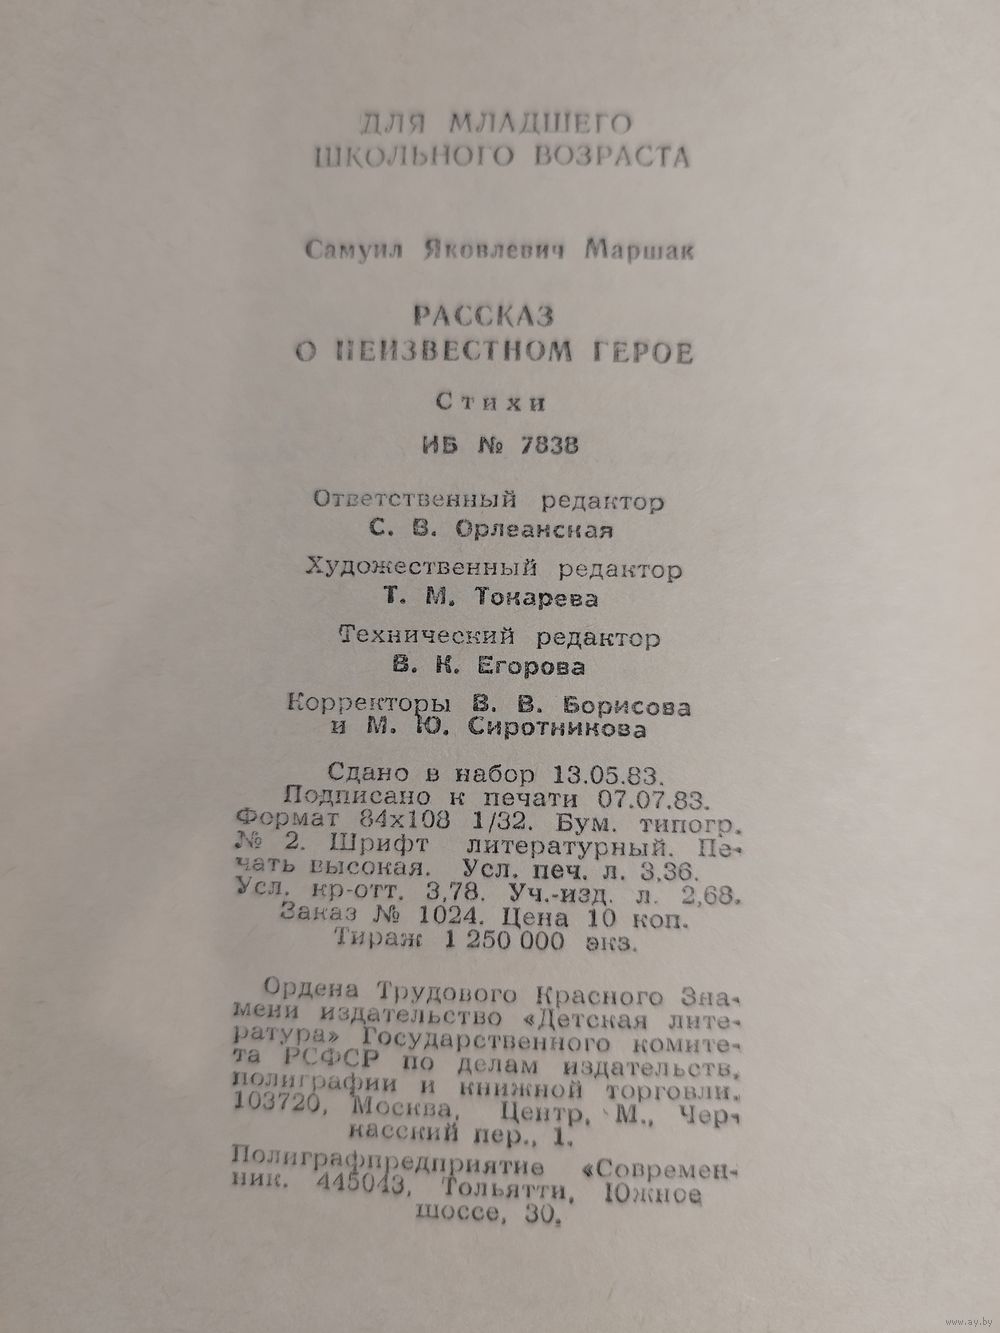 ДЛЯ МЛАДШЕГО
ШКОЛЬНОГО ВОЗРАСТА
Самуил Яковлевич Маршак
РАССКАЗ
О НЕИЗВЕСТНОМ ГЕРОЕ
Стихи
ИБ № 7838
Ответственный редактор
С. В. Орлеанская
Художественный редактор
Т. М. Токарева
Технический редактор
В. К. Егорова
Корректоры В. В. Борисова
и М. Ю. Сиротникова
Сдано в набор 13.05.83.
Подписано к печати 07.07.83.
Формат 84х108 1/32. Бум. типогр.
№ 2. Шрифт литературный. Пе-
чать высокая. Усл. печ. л. 3,36.
Усл. кр-отт. 3,78. Уч.-изд. л. 2,68.
Заказ № 1024. Цена 10 коп.
Тираж 1 250 000 экз.
Ордена Трудового Красного Зна-
мени издательство «Детская лите-
ратура» Государственного комите-
та РСФСР по делам издательств,
полиграфии и книжной торговли.
103720, Москва, Центр, М., Чер-
касский пер., 1.
Полиграфпредприятие «Современ-
ник. 445043, Тольятти, Южное
шоссе, 30.
www.ay.by